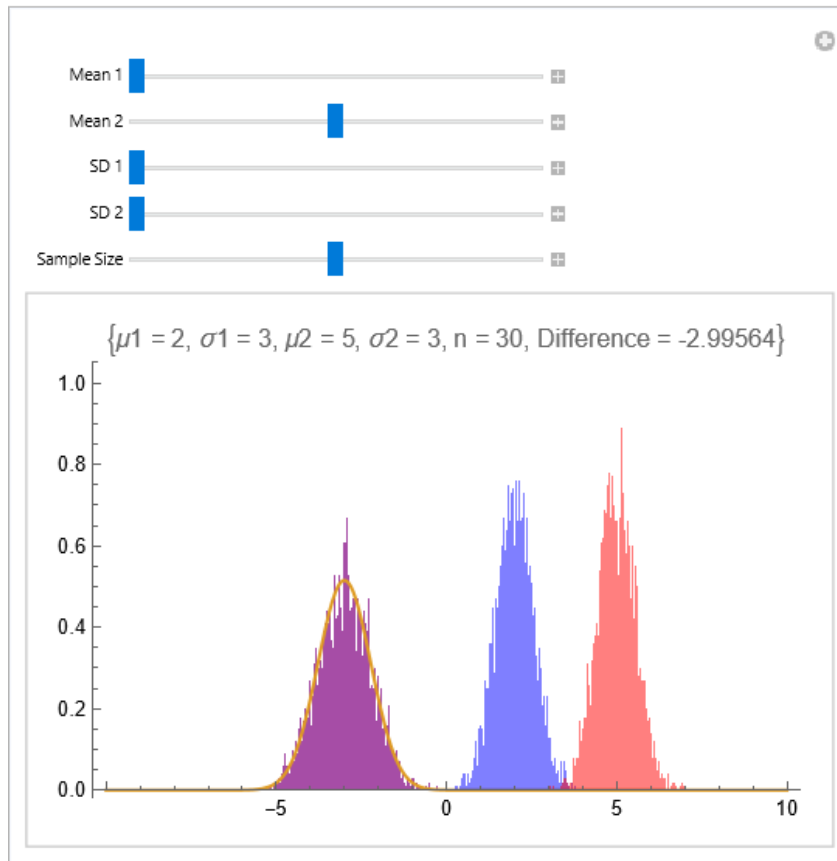 Mean 1
Mean 2
SD 1
SD 2
Sample Size
{μ1 = 2, σ1 = 3, μ2 = 5, σ2 = 3, n = 30, Difference = -2.99564}
1.0
0.8
0.6
0.4
0.2
0.0
-5 0 5 10